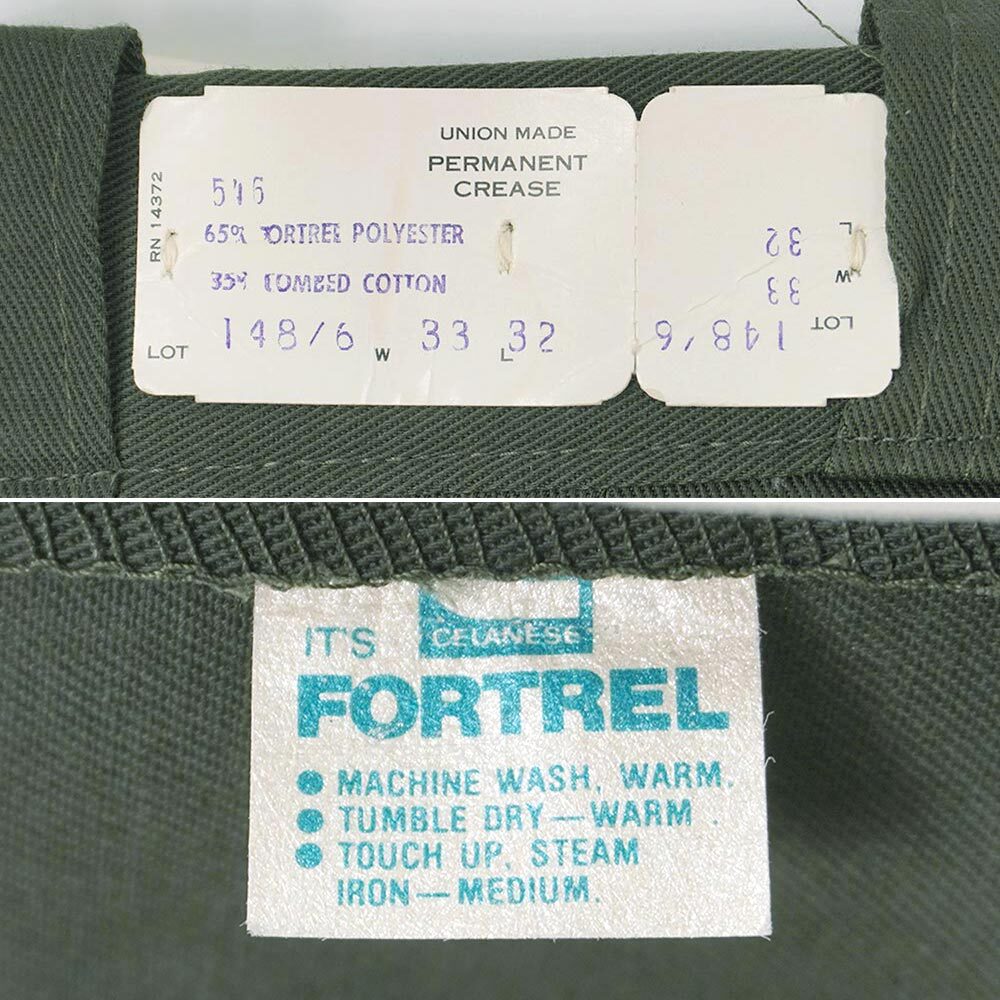 UNION MADE
PERMANENT
CREASE
RN 14372
546
65% FORTREL POLYESTER
35% COMBED COTTON
LOT 148/6 W 33 L 32
L 32
W 33
LOT 148/6
CELANESE
IT'S
FORTREL
● MACHINE WASH, WARM.
● TUMBLE DRY—WARM.
● TOUCH UP, STEAM
IRON—MEDIUM.